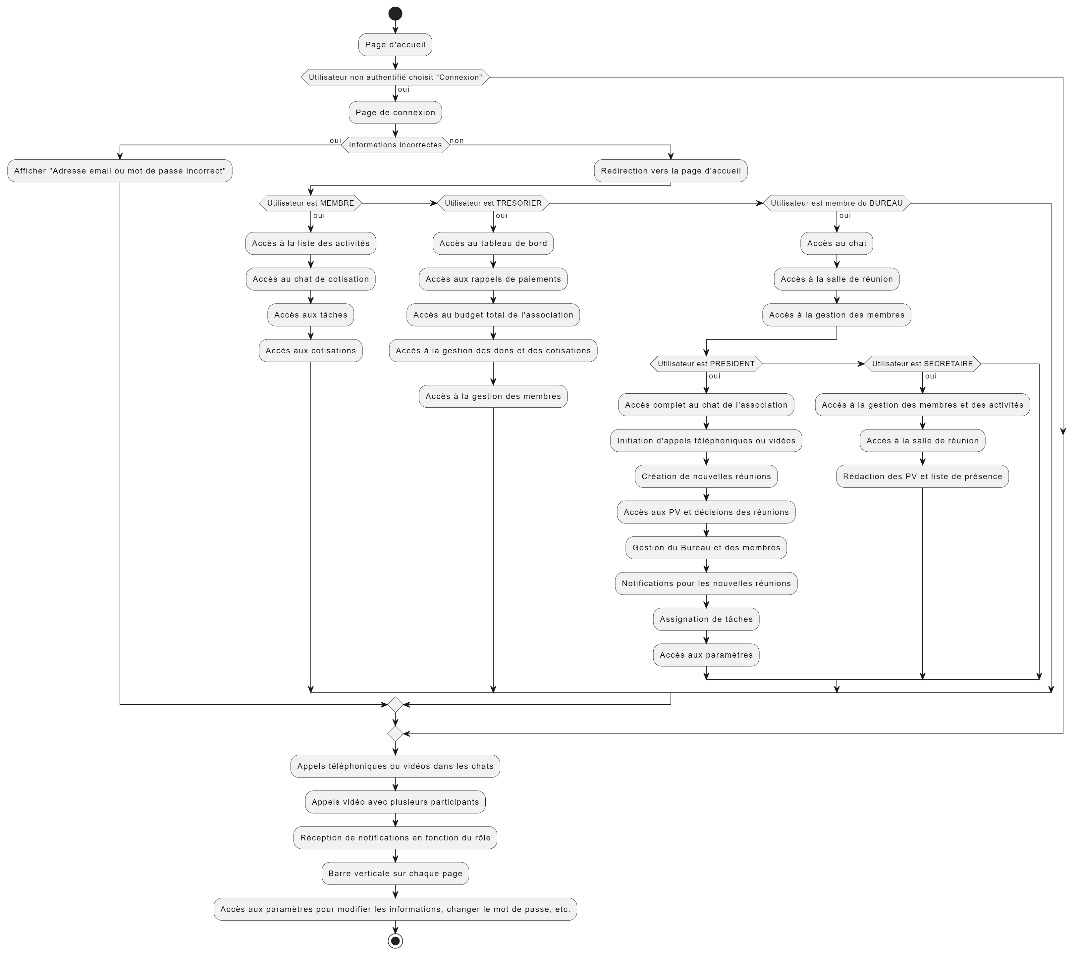 Page d'accueil
Utilisateur non authentifié choisit "Connexion"
oui
Page de connexion
oui
Informations incorrectes
non
Afficher "Adresse email ou mot de passe incorrect"
Redirection vers la page d'accueil
Utilisateur est MEMBRE
oui
Accès à la liste des activités
Accès au chat de cotisation
Accès aux tâches
Accès aux cotisations
Utilisateur est TRESORIER
oui
Accès au tableau de bord
Accès aux rappels de paiements
Accès au budget total de l'association
Accès à la gestion des dons et des cotisations
Accès à la gestion des membres
Utilisateur est membre du BUREAU
oui
Accès au chat
Accès à la salle de réunion
Accès à la gestion des membres
Utilisateur est PRESIDENT
oui
Accès complet au chat de l'association
Initiation d'appels téléphoniques ou vidéos
Création de nouvelles réunions
Accès aux PV et décisions des réunions
Gestion du Bureau et des membres
Notifications pour les nouvelles réunions
Assignation de tâches
Accès aux paramètres
Utilisateur est SECRETAIRE
oui
Accès à la gestion des membres et des activités
Accès à la salle de réunion
Rédaction des PV et liste de présence
Appels téléphoniques ou vidéos dans les chats
Appels vidéo avec plusieurs participants
Réception de notifications en fonction du rôle
Barre verticale sur chaque page
Accès aux paramètres pour modifier les informations, changer le mot de passe, etc.